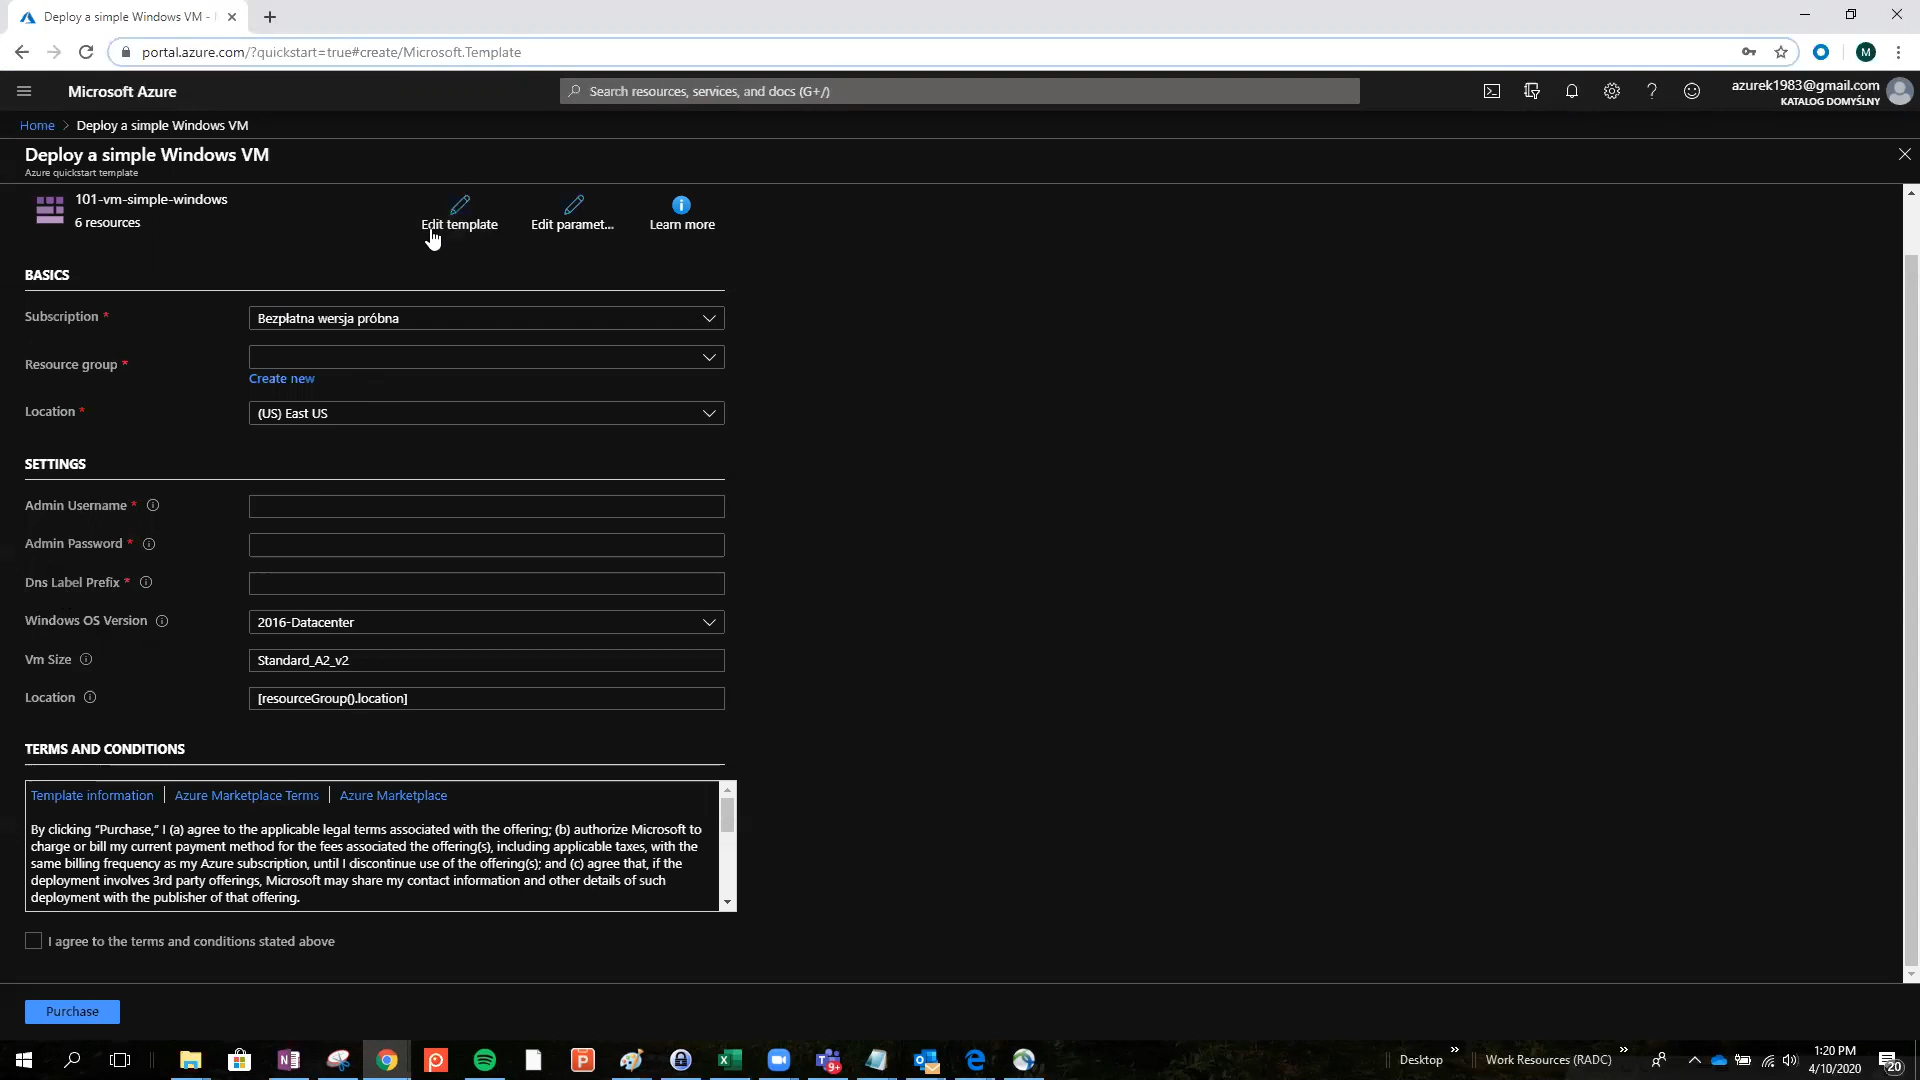 Deploy a simple Windows VM -
portal.azure.com/?quickstart=true#create/Microsoft.Template
M
Microsoft Azure
Search resources, services, and docs (G+/)
azurek1983@gmail.com
KATALOG DOMYŚLNY
Home > Deploy a simple Windows VM
Deploy a simple Windows VM
Azure quickstart template
101-vm-simple-windows
6 resources
Edit template
Edit paramet...
Learn more
BASICS
Subscription *
Bezpłatna wersja próbna
Resource group *
Create new
Location *
(US) East US
SETTINGS
Admin Username *
Admin Password *
Dns Label Prefix *
Windows OS Version
2016-Datacenter
Vm Size
Standard_A2_v2
Location
[resourceGroup().location]
TERMS AND CONDITIONS
Template information | Azure Marketplace Terms | Azure Marketplace
By clicking “Purchase,” I (a) agree to the applicable legal terms associated with the offering; (b) authorize Microsoft to
charge or bill my current payment method for the fees associated the offering(s), including applicable taxes, with the
same billing frequency as my Azure subscription, until I discontinue use of the offering(s); and (c) agree that, if the
deployment involves 3rd party offerings, Microsoft may share my contact information and other details of such
deployment with the publisher of that offering.
I agree to the terms and conditions stated above
Purchase
9+
Desktop
Work Resources (RADC)
1:20 PM
4/10/2020
20